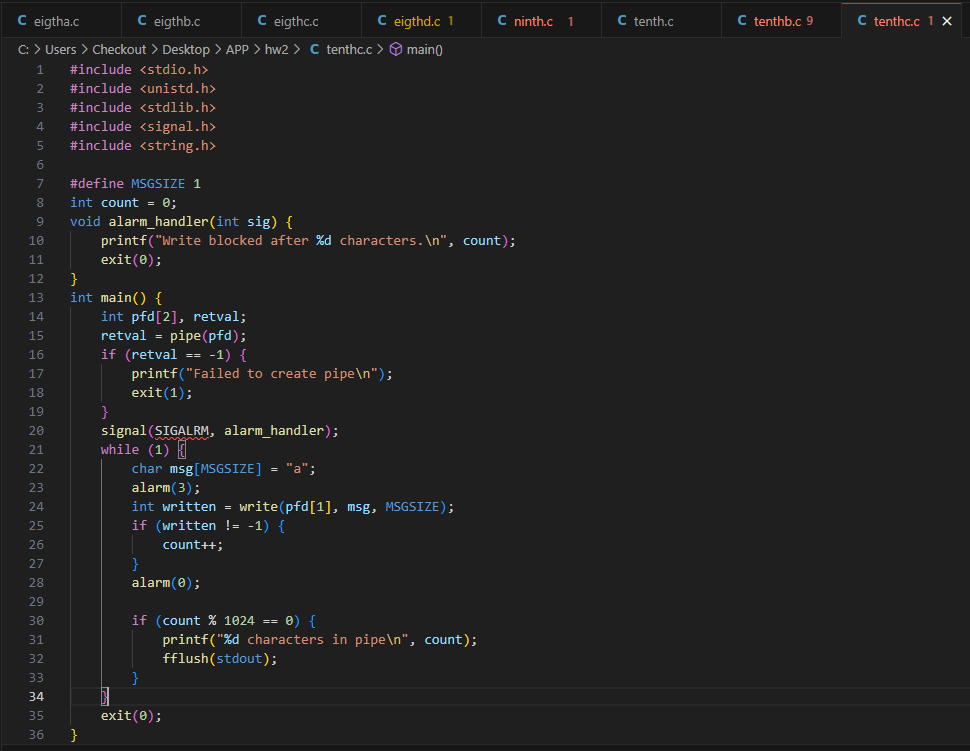 C eigtha.c C eigthb.c C eigthc.c C eigthd.c 1 C ninth.c 1 C tenth.c C tenthb.c 9 C tenthc.c 1 ×
C: > Users > Checkout > Desktop > APP > hw2 > C tenthc.c > main()
1 #include <stdio.h>
2 #include <unistd.h>
3 #include <stdlib.h>
4 #include <signal.h>
5 #include <string.h>
6
7 #define MSGSIZE 1
8 int count = 0;
9 void alarm_handler(int sig) {
10     printf("Write blocked after %d characters.\n", count);
11     exit(0);
12 }
13 int main() {
14     int pfd[2], retval;
15     retval = pipe(pfd);
16     if (retval == -1) {
17         printf("Failed to create pipe\n");
18         exit(1);
19     }
20     signal(SIGALRM, alarm_handler);
21     while (1) {
22         char msg[MSGSIZE] = "a";
23         alarm(3);
24         int written = write(pfd[1], msg, MSGSIZE);
25         if (written != -1) {
26             count++;
27         }
28         alarm(0);
29
30         if (count % 1024 == 0) {
31             printf("%d characters in pipe\n", count);
32             fflush(stdout);
33         }
34     }
35     exit(0);
36 }